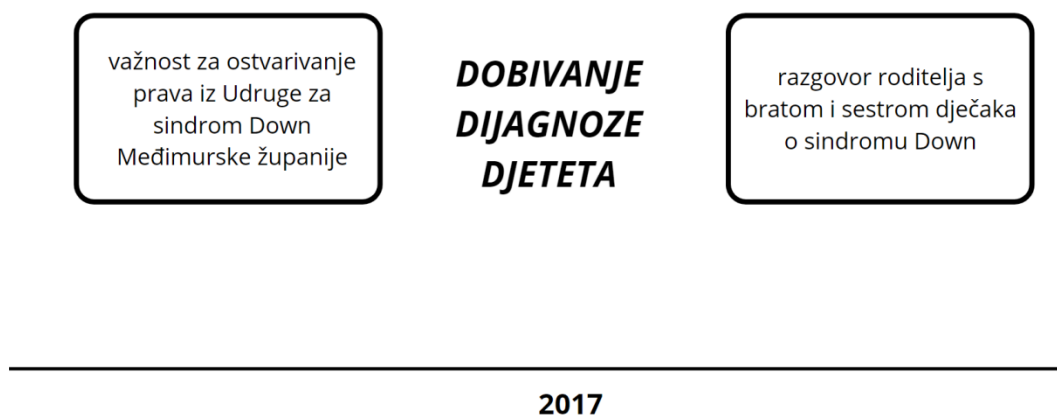 važnost za ostvarivanje
prava iz Udruge za
sindrom Down
Međimurske županije
DOBIVANJE
DIJAGNOZE
DJETETA
razgovor roditelja s
bratom i sestrom dječaka
o sindromu Down
2017